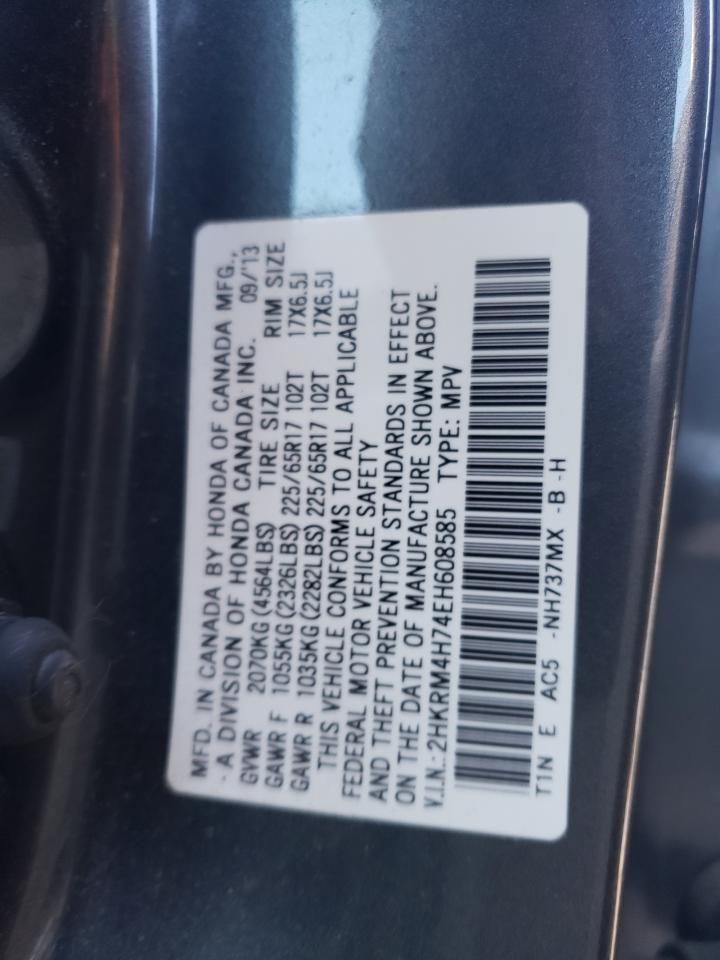 MFD. IN CANADA BY HONDA OF CANADA MFG.,
- A DIVISION OF HONDA CANADA INC. 09/'13
GVWR 2070KG(4564LBS) TIRE SIZE RIM SIZE
GAWR F 1055KG(2326LBS) 225/65R17 102T 17X6.5J
GAWR R 1035KG(2282LBS) 225/65R17 102T 17X6.5J
THIS VEHICLE CONFORMS TO ALL APPLICABLE
FEDERAL MOTOR VEHICLE SAFETY
AND THEFT PREVENTION STANDARDS IN EFFECT
ON THE DATE OF MANUFACTURE SHOWN ABOVE.
V.I.N.: 2HKRM4H74EH608585 TYPE: MPV
T1N E AC5 -NH737MX -B -H